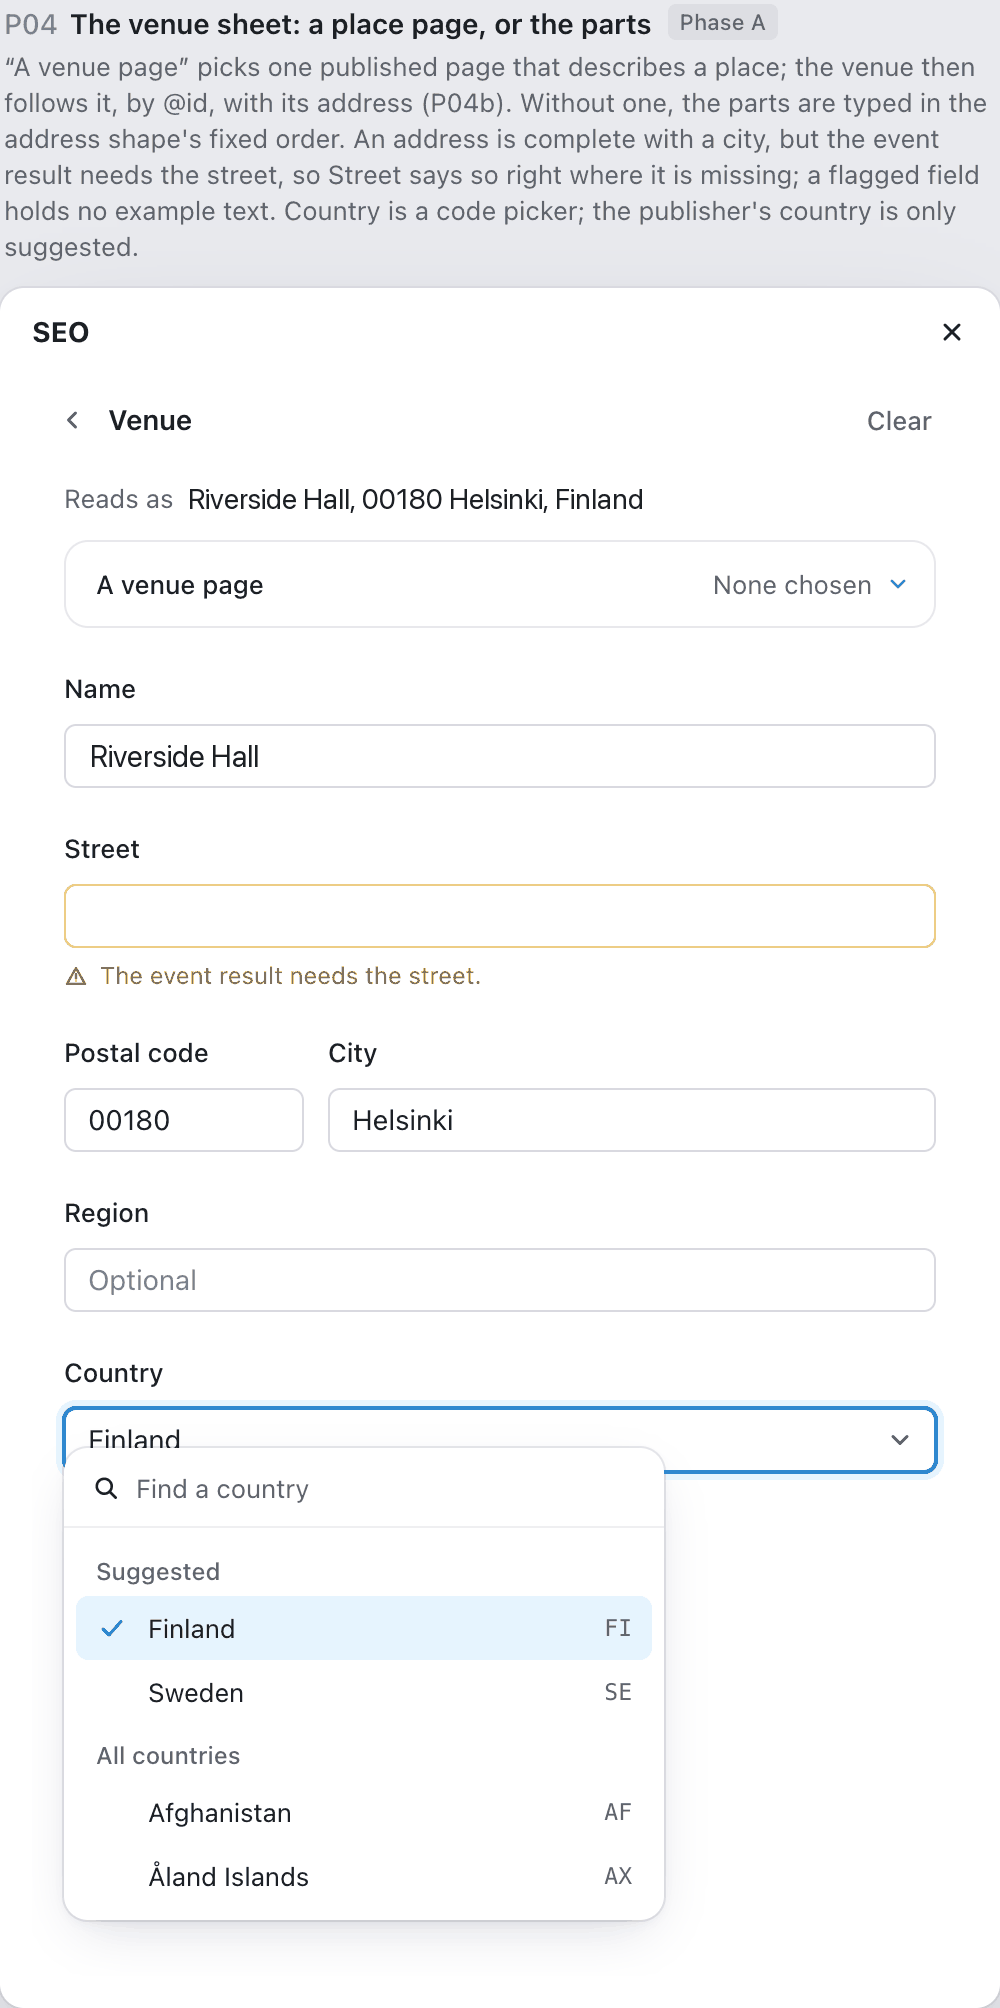 P04 The venue sheet: a place page, or the parts Phase A
“A venue page” picks one published page that describes a place; the venue then
follows it, by @id, with its address (P04b). Without one, the parts are typed in the
address shape's fixed order. An address is complete with a city, but the event
result needs the street, so Street says so right where it is missing; a flagged field
holds no example text. Country is a code picker; the publisher's country is only
suggested.
SEO
Venue
Clear
Reads as Riverside Hall, 00180 Helsinki, Finland
A venue page None chosen
Name
Riverside Hall
Street
The event result needs the street.
Postal code City
00180 Helsinki
Region
Optional
Country
Finland
Find a country
Suggested
Finland FI
Sweden SE
All countries
Afghanistan AF
Åland Islands AX